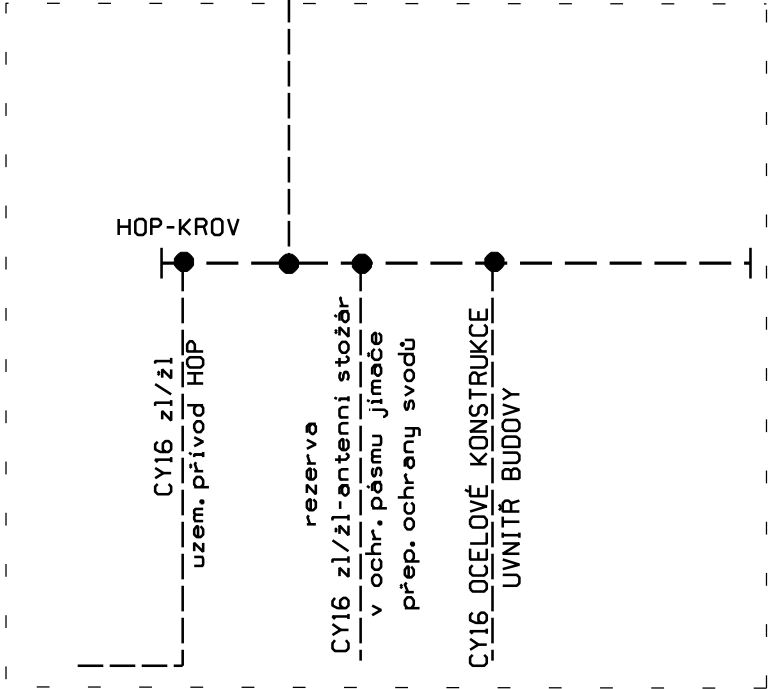 HOP-KROV
CY16 zl/žl
uzem.přívod HOP
rezerva
CY16 zl/žl-antenní stožár
v ochr.pásmu jímače
přep.ochrany svodů
CY16 OCELOVÉ KONSTRUKCE
UVNITŘ BUDOVY